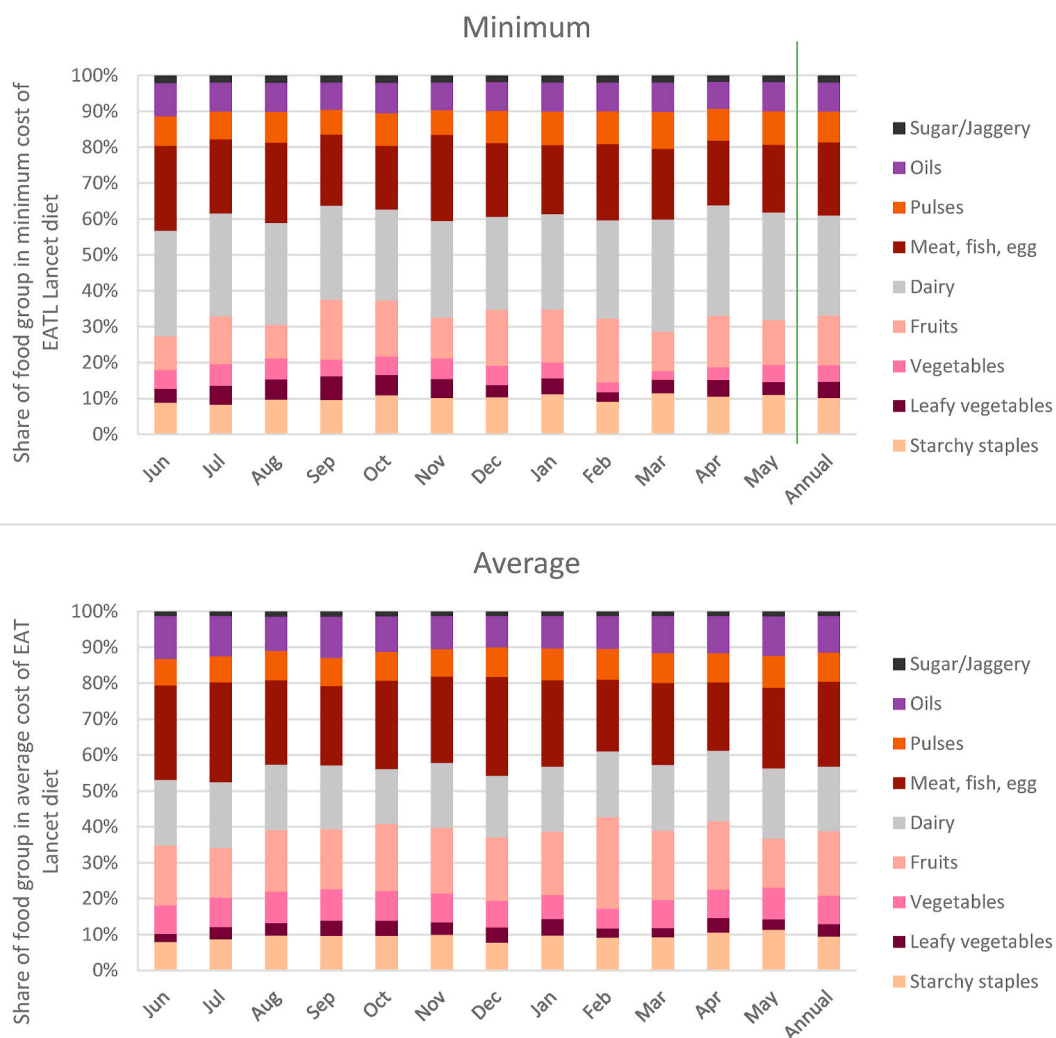 Minimum
Share of food group in minimum cost of
EATL Lancet diet
100%
90%
80%
70%
60%
50%
40%
30%
20%
10%
0%
Jun Jul Aug Sep Oct Nov Dec Jan Feb Mar Apr May Annual
Sugar/Jaggery
Oils
Pulses
Meat, fish, egg
Dairy
Fruits
Vegetables
Leafy vegetables
Starchy staples
Average
Share of food group in average cost of EAT
Lancet diet
100%
90%
80%
70%
60%
50%
40%
30%
20%
10%
0%
Jun Jul Aug Sep Oct Nov Dec Jan Feb Mar Apr May Annual
Sugar/Jaggery
Oils
Pulses
Meat, fish, egg
Dairy
Fruits
Vegetables
Leafy vegetables
Starchy staples